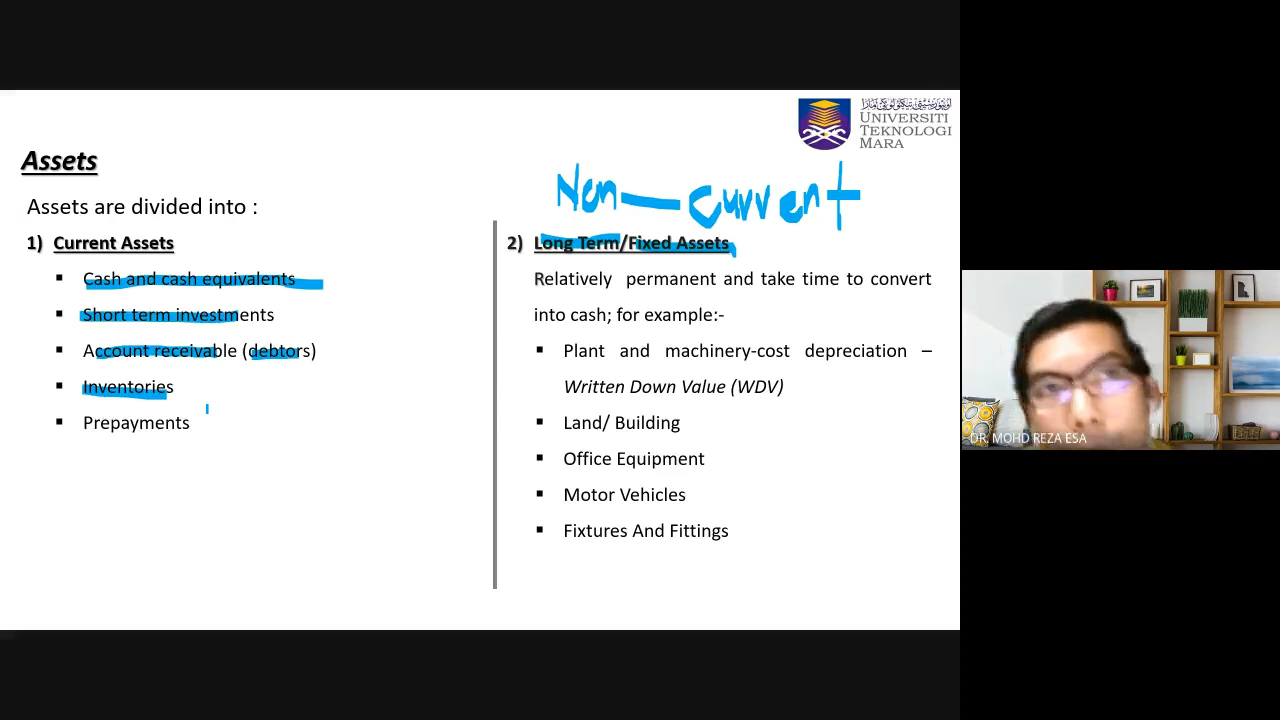 UNIVERSITI
TEKNOLOGI
MARA
Assets
Non - Current
Assets are divided into :
1) Current Assets
▪ Cash and cash equivalents
▪ Short term investments
▪ Account receivable (debtors)
▪ Inventories
▪ Prepayments
2) Long Term/Fixed Assets
Relatively permanent and take time to convert
into cash; for example:-
▪ Plant and machinery-cost depreciation –
Written Down Value (WDV)
▪ Land/ Building
▪ Office Equipment
▪ Motor Vehicles
▪ Fixtures And Fittings
DR. MOHD REZA ESA